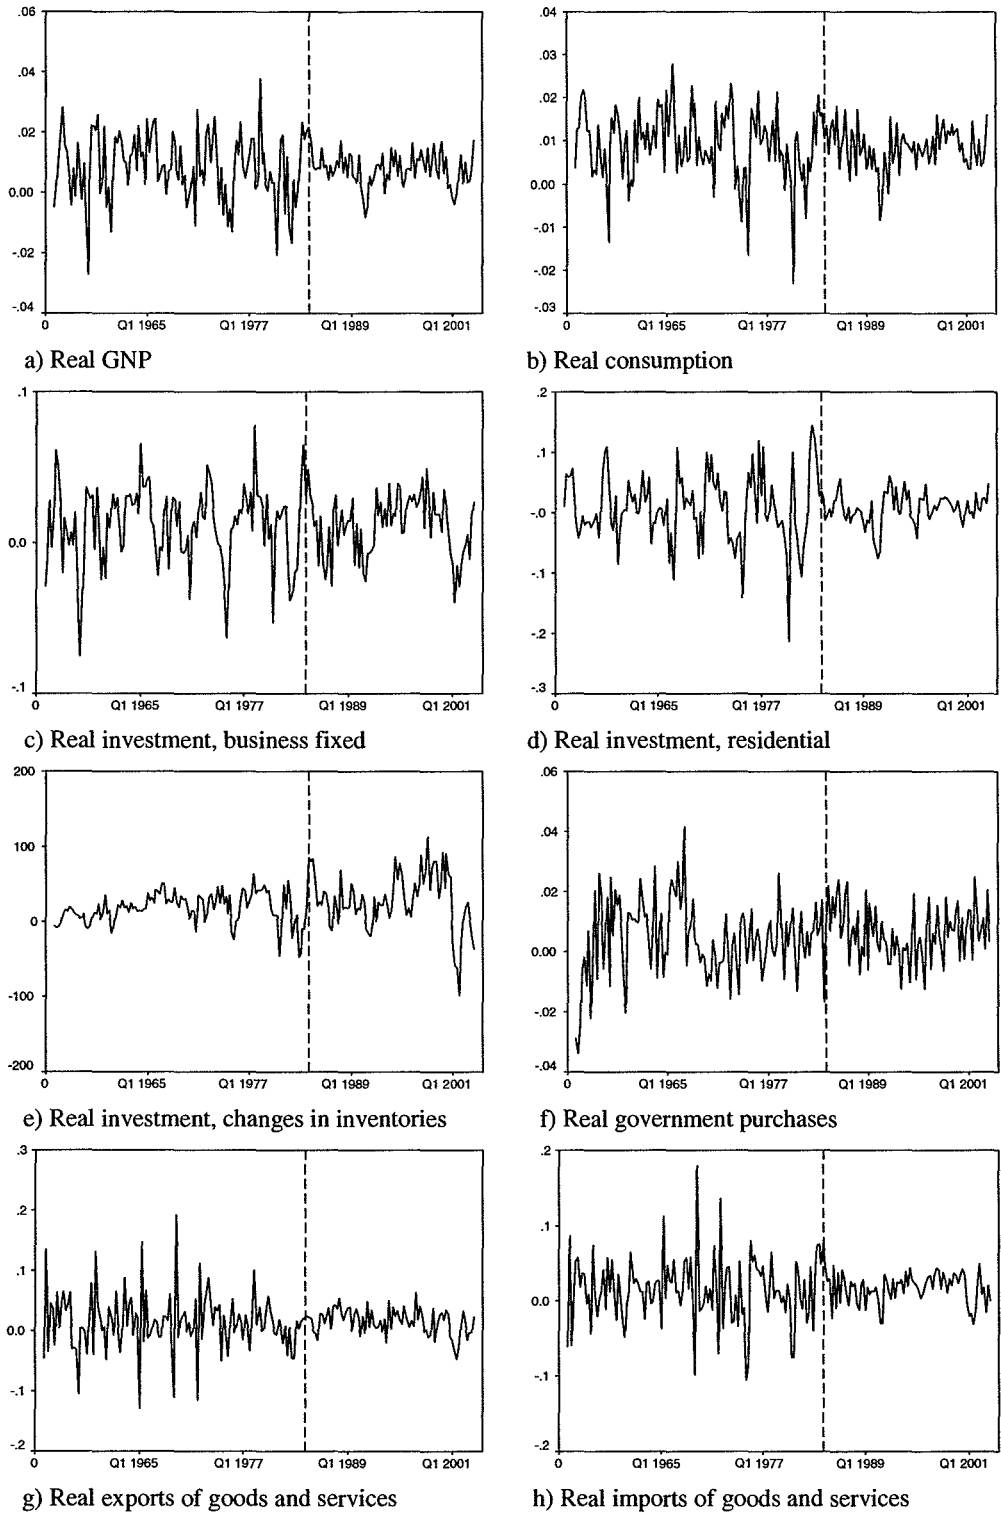 .06
.04
.02
0.00
-.02
-.04
0 Q1 1965 Q1 1977 Q1 1989 Q1 2001
a) Real GNP
.04
.03
.02
.01
0.00
-.01
-.02
-.03
0 Q1 1965 Q1 1977 Q1 1989 Q1 2001
b) Real consumption
.1
0.0
-.1
0 Q1 1965 Q1 1977 Q1 1989 Q1 2001
c) Real investment, business fixed
.2
.1
-.0
-.1
-.2
-.3
0 Q1 1965 Q1 1977 Q1 1989 Q1 2001
d) Real investment, residential
200
100
0
-100
-200
0 Q1 1965 Q1 1977 Q1 1989 Q1 2001
e) Real investment, changes in inventories
.06
.04
.02
0.00
-.02
-.04
0 Q1 1965 Q1 1977 Q1 1989 Q1 2001
f) Real government purchases
.3
.2
.1
0.0
-.1
-.2
0 Q1 1965 Q1 1977 Q1 1989 Q1 2001
g) Real exports of goods and services
.2
.1
0.0
-.1
-.2
0 Q1 1965 Q1 1977 Q1 1989 Q1 2001
h) Real imports of goods and services